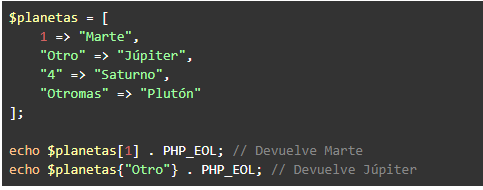 $planetas = [
    1 => "Marte",
    "Otro" => "Júpiter",
    "4" => "Saturno",
    "Otromas" => "Plutón"
];
echo $planetas[1] . PHP_EOL; // Devuelve Marte
echo $planetas{"Otro"} . PHP_EOL; // Devuelve Júpiter